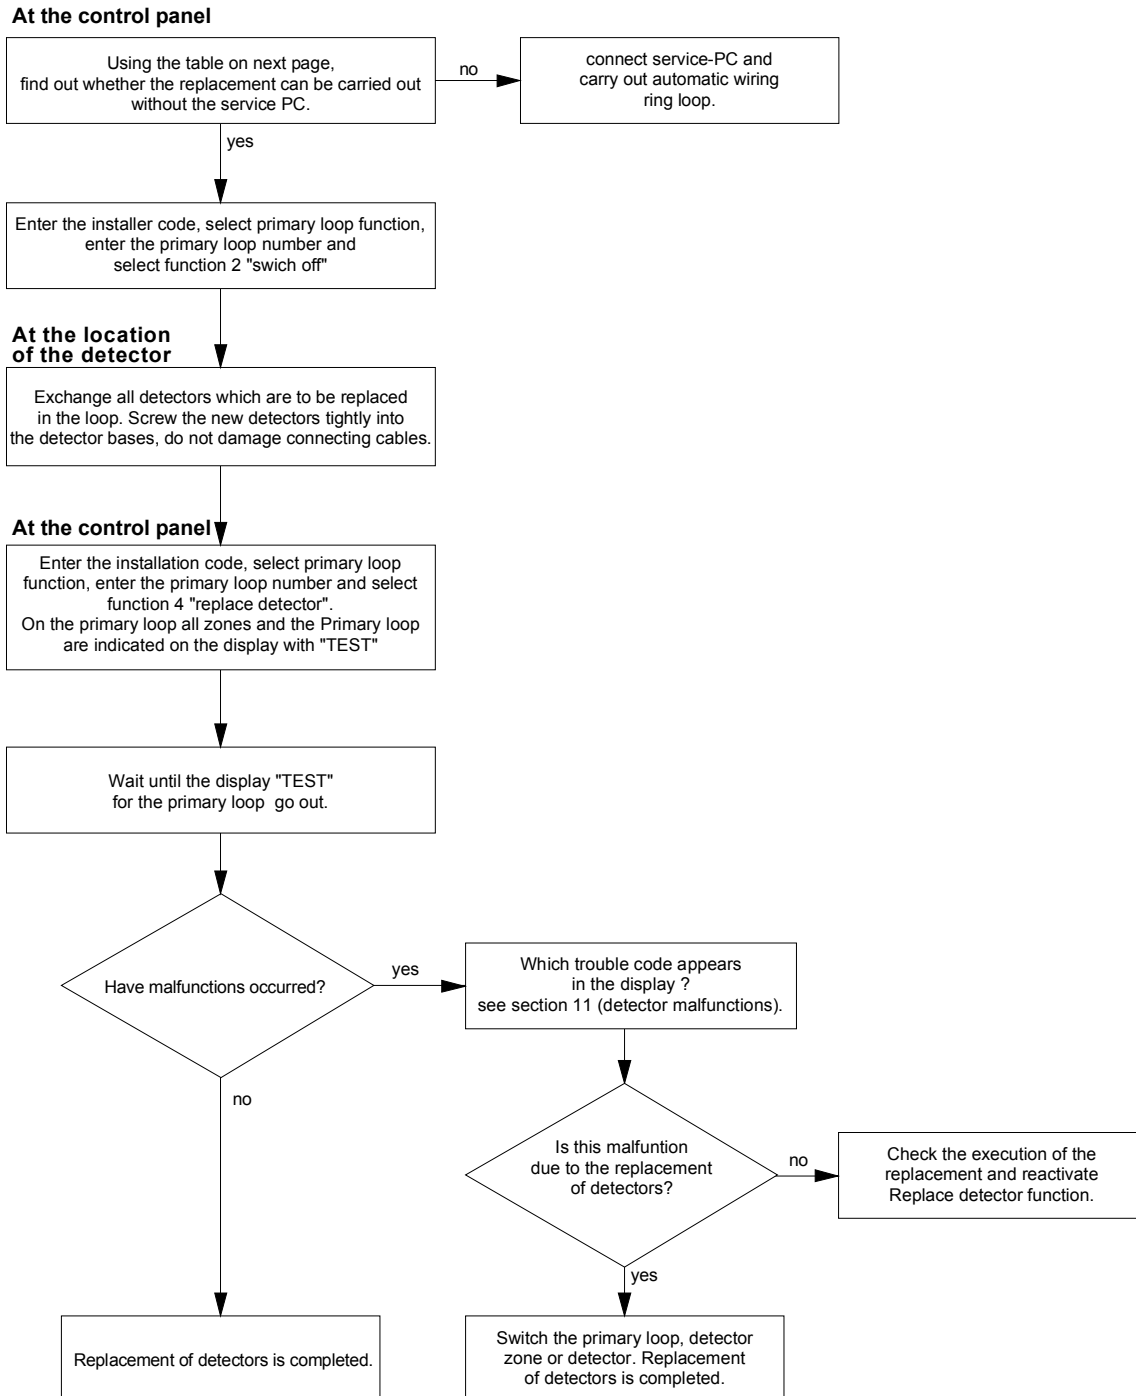 At the control panel
Using the table on next page,
find out whether the replacement can be carried out
without the service PC.
no
connect service-PC and
carry out automatic wiring
ring loop.
yes
Enter the installer code, select primary loop function,
enter the primary loop number and
select function 2 "swich off"
At the location
of the detector
Exchange all detectors which are to be replaced
in the loop. Screw the new detectors tightly into
the detector bases, do not damage connecting cables.
At the control panel
Enter the installation code, select primary loop
function, enter the primary loop number and select
function 4 "replace detector".
On the primary loop all zones and the Primary loop
are indicated on the display with "TEST"
Wait until the display "TEST"
for the primary loop go out.
Have malfunctions occurred?
yes
Which trouble code appears
in the display ?
see section 11 (detector malfunctions).
no
Is this malfuntion
due to the replacement
of detectors?
no
Check the execution of the
replacement and reactivate
Replace detector function.
yes
Replacement of detectors is completed.
Switch the primary loop, detector
zone or detector. Replacement
of detectors is completed.